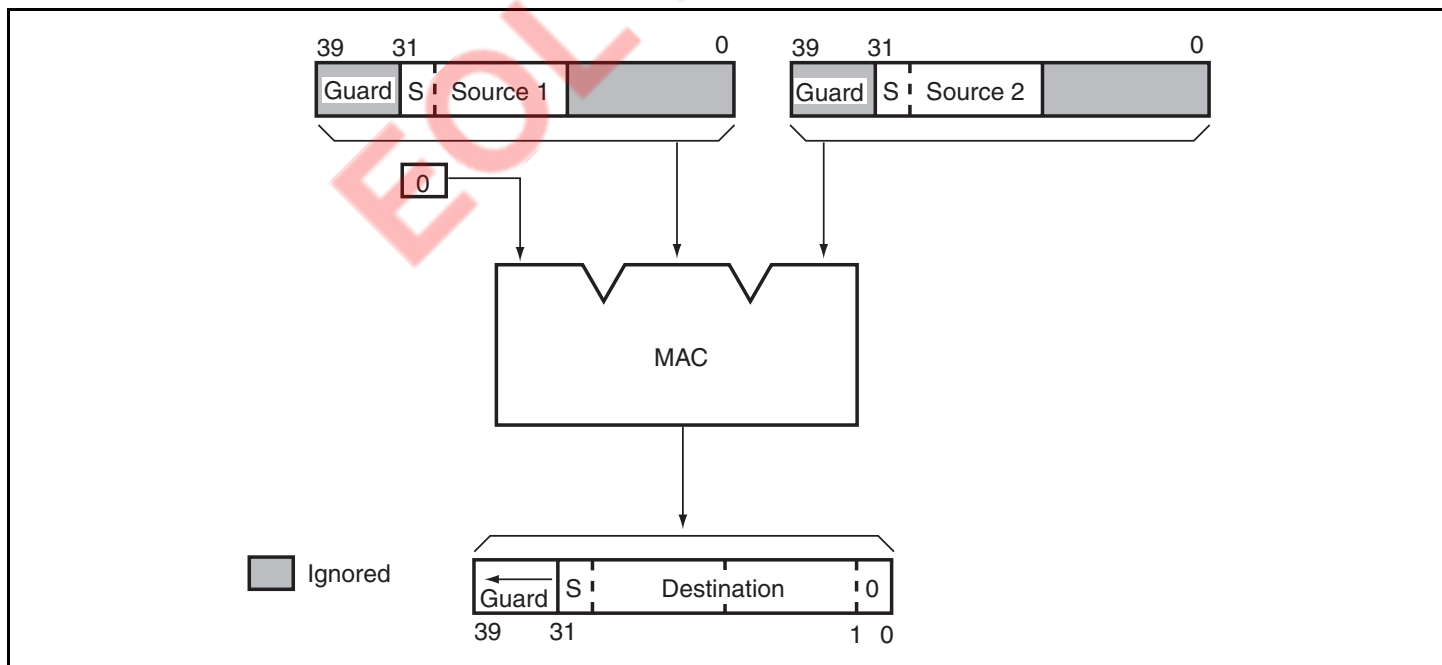 39 31 0 39 31 0
Guard S Source 1 Guard S Source 2
0
MAC
Ignored
Guard S Destination 0
39 31 1 0
EOL